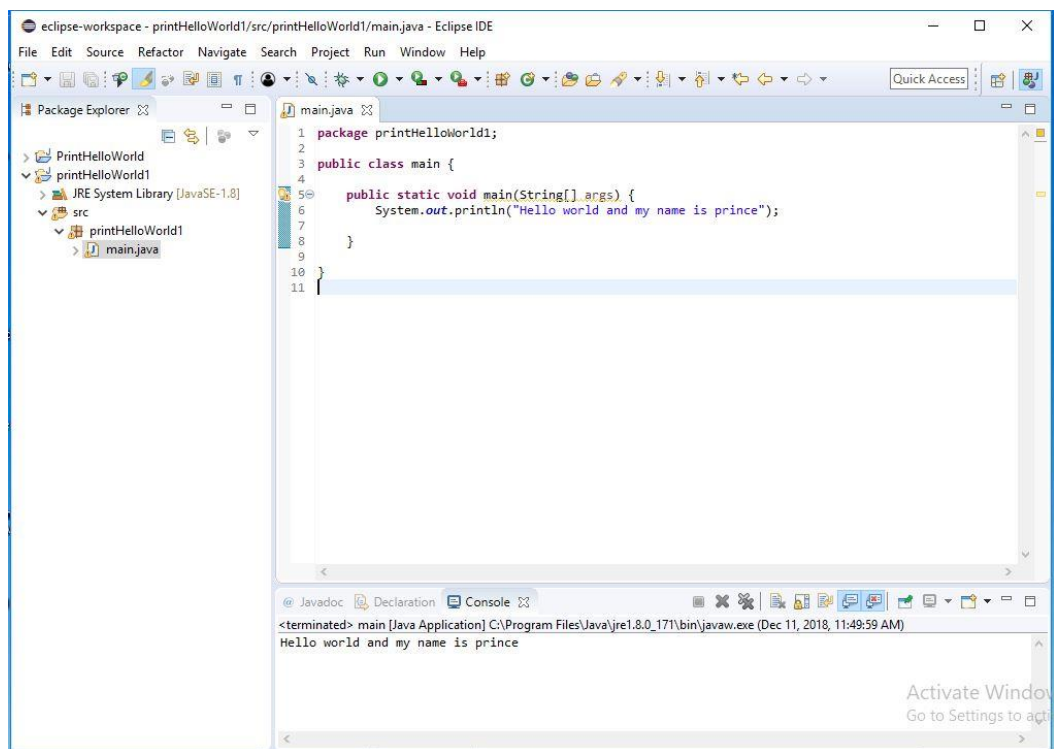 eclipse-workspace - printHelloWorld1/src/printHelloWorld1/main.java - Eclipse IDE
File Edit Source Refactor Navigate Search Project Run Window Help
Quick Access
Package Explorer
PrintHelloWorld
printHelloWorld1
JRE System Library [JavaSE-1.8]
src
printHelloWorld1
main.java
main.java
1 package printHelloWorld1;
2
3 public class main {
4
5 public static void main(String[] args) {
6 System.out.println("Hello world and my name is prince");
7
8 }
9
10 }
11
@ Javadoc Declaration Console
<terminated> main [Java Application] C:\Program Files\Java\jre1.8.0_171\bin\javaw.exe (Dec 11, 2018, 11:49:59 AM)
Hello world and my name is prince
Activate Windo
Go to Settings to acti